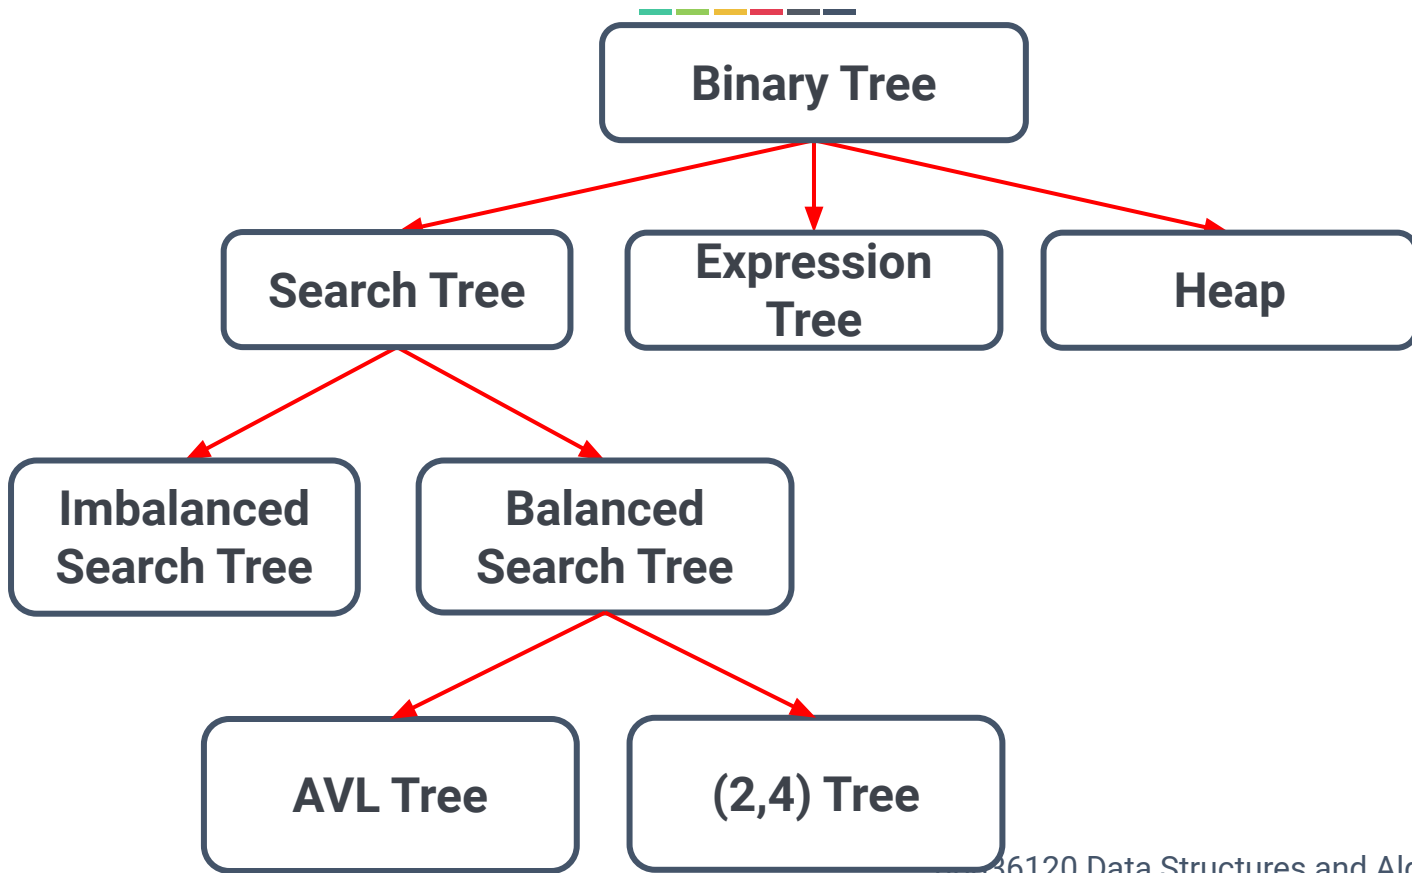 Binary Tree
Search Tree
Expression
Tree
Heap
Imbalanced
Search Tree
Balanced
Search Tree
AVL Tree
(2,4) Tree
36120 Data Structures and